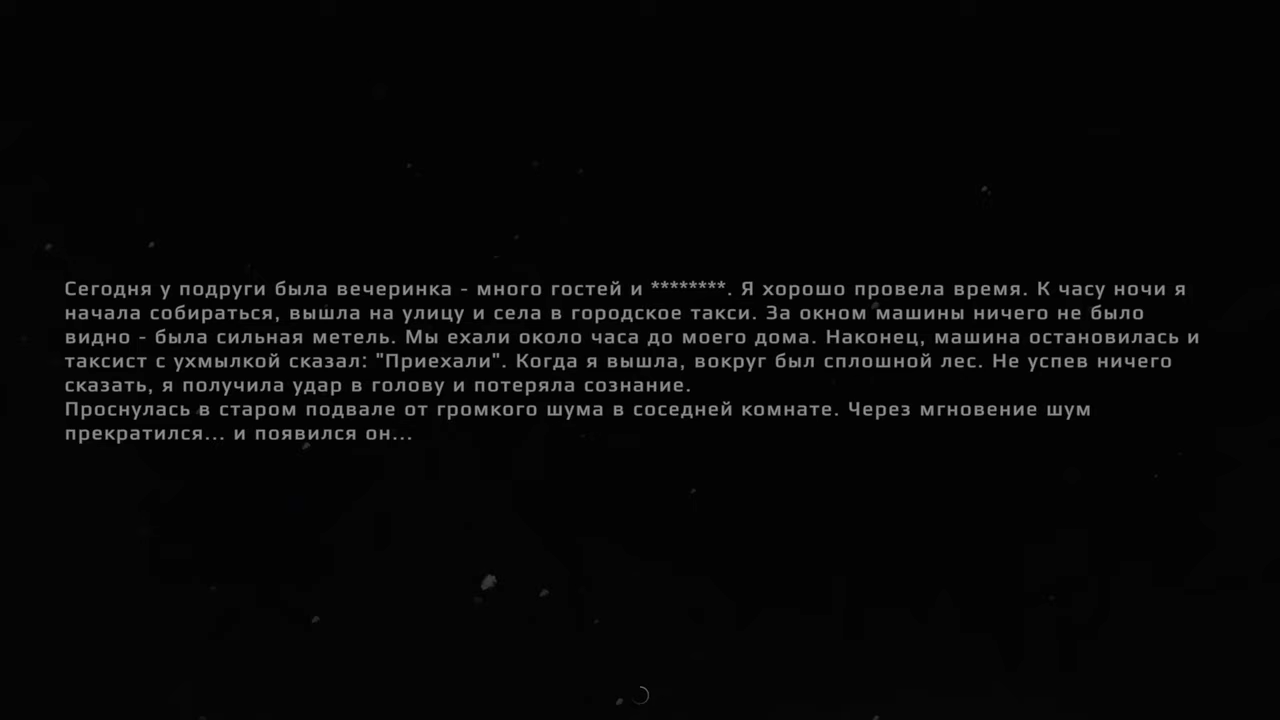 Сегодня у подруги была вечеринка - много гостей и ********. Я хорошо провела время. К часу ночи я
начала собираться, вышла на улицу и села в городское такси. За окном машины ничего не было
видно - была сильная метель. Мы ехали около часа до моего дома. Наконец, машина остановилась и
таксист с ухмылкой сказал: "Приехали". Когда я вышла, вокруг был сплошной лес. Не успев ничего
сказать, я получила удар в голову и потеряла сознание.
Проснулась в старом подвале от громкого шума в соседней комнате. Через мгновение шум
прекратился... и появился он...